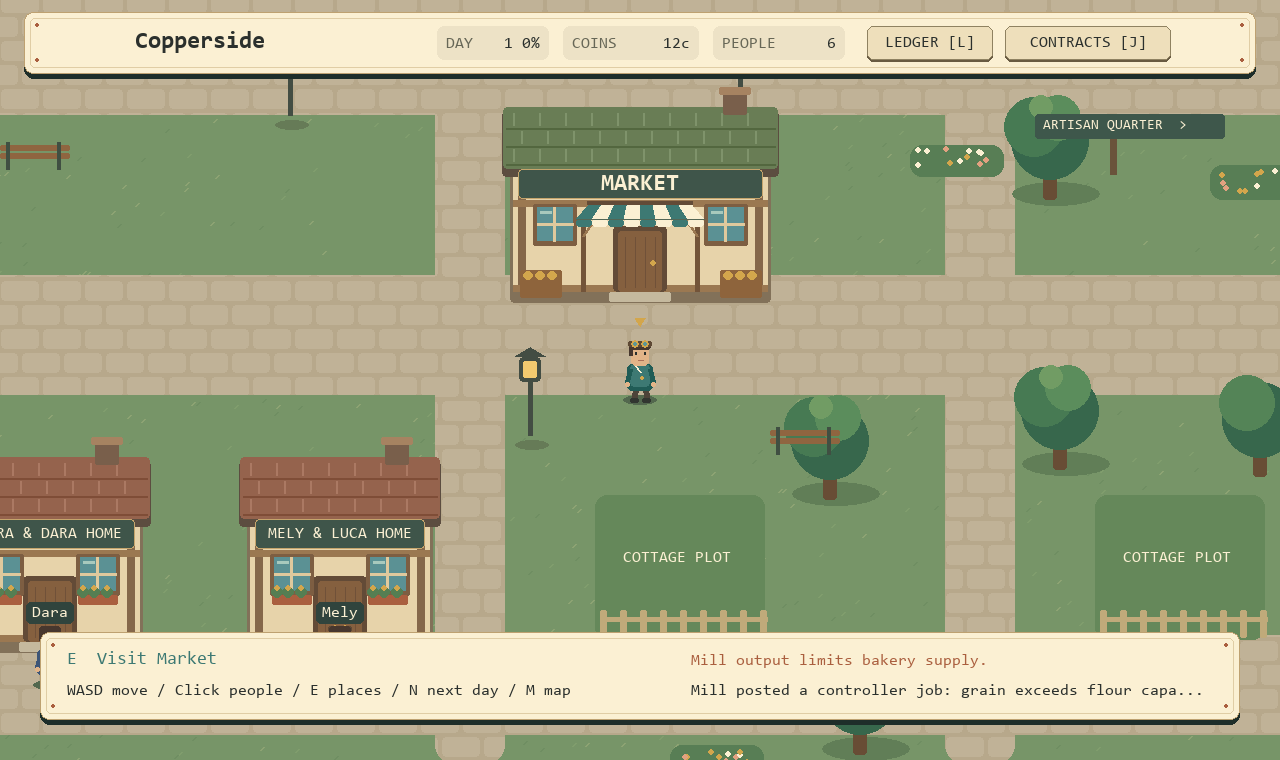 Copperside
DAY 1 0%
COINS 12c
PEOPLE 6
LEDGER [L]
CONTRACTS [J]
ARTISAN QUARTER >
MARKET
RA & DARA HOME
MELY & LUCA HOME
COTTAGE PLOT
COTTAGE PLOT
Dara
Mely
E Visit Market
WASD move / Click people / E places / N next day / M map
Mill output limits bakery supply.
Mill posted a controller job: grain exceeds flour capa...